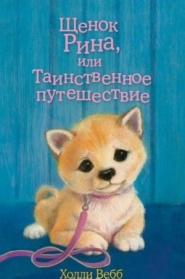 Щенок
Рина,
или
Таинственное
путешествие
Холли Вебб